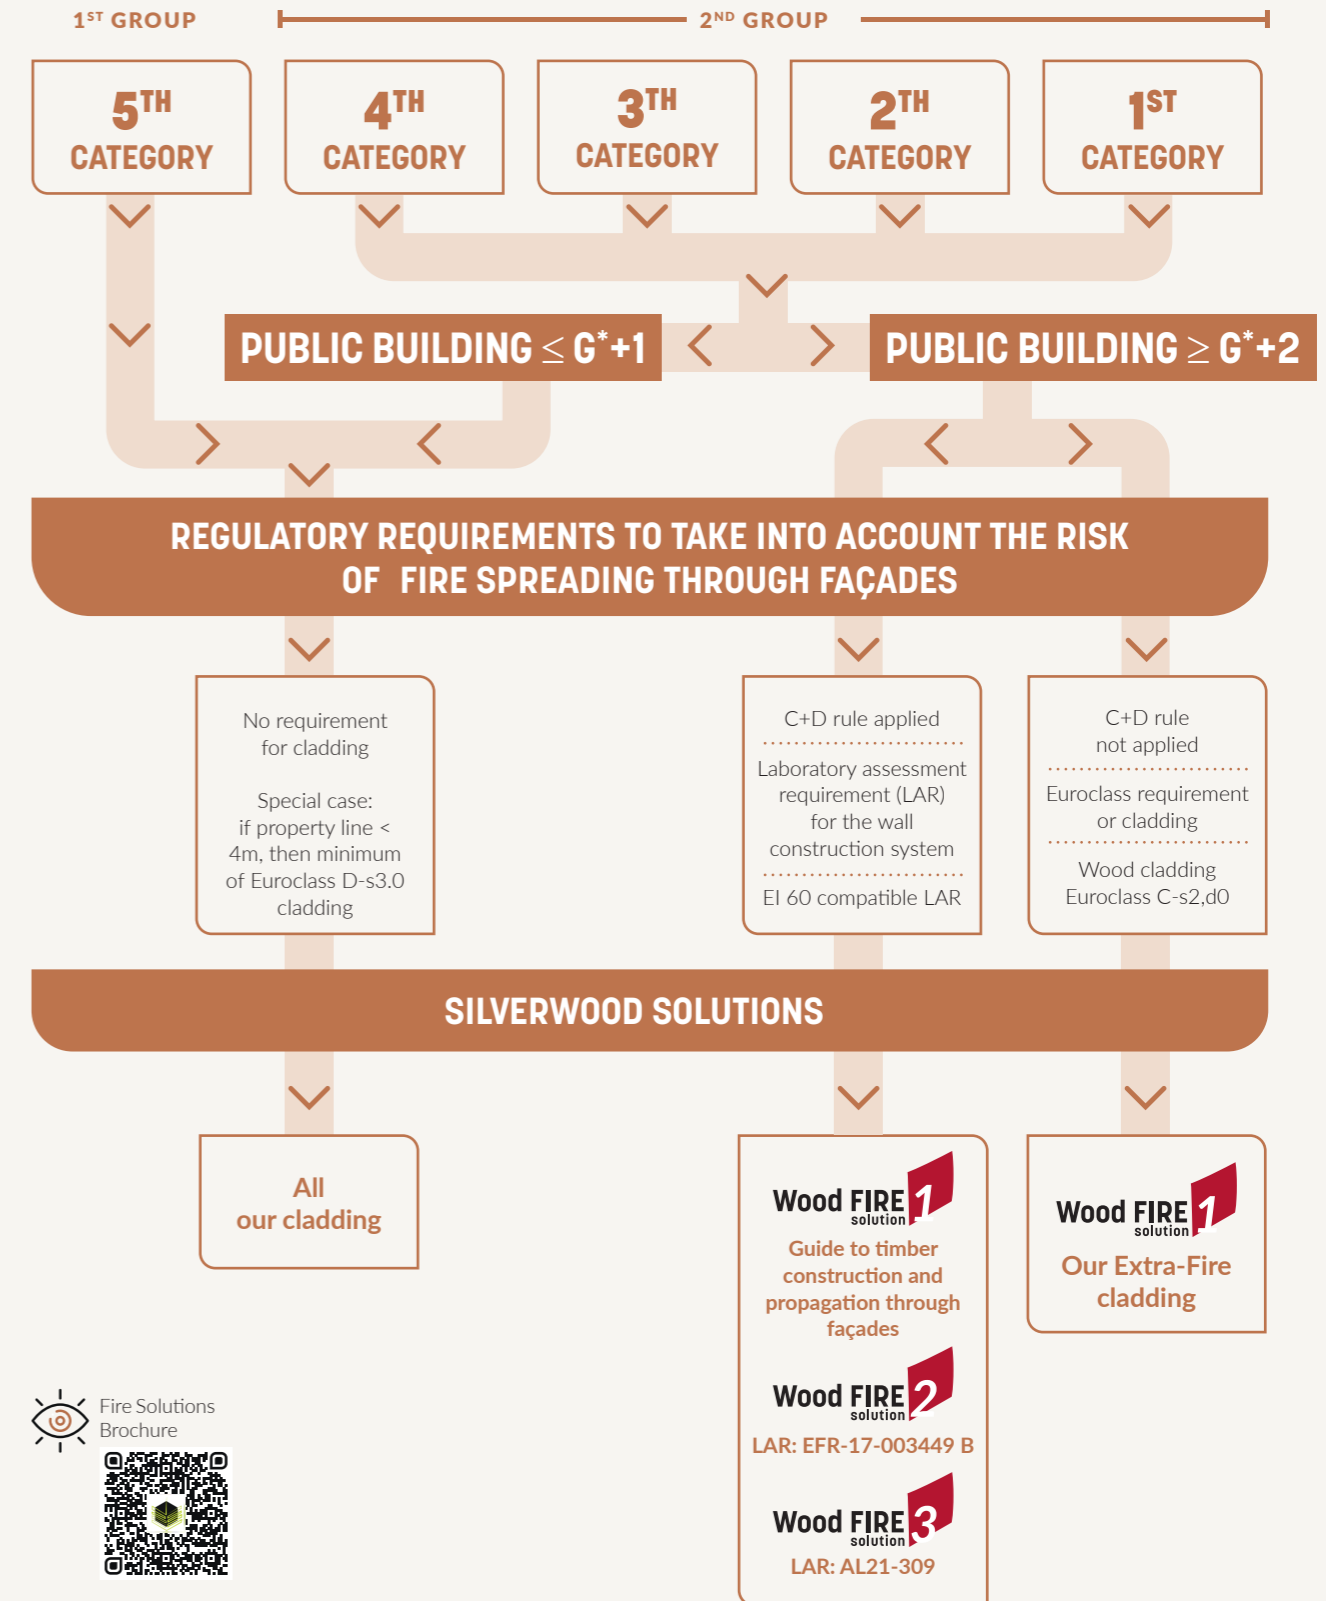 1ST GROUP
2ND GROUP
5TH
CATEGORY
4TH
CATEGORY
3TH
CATEGORY
2TH
CATEGORY
1ST
CATEGORY
PUBLIC BUILDING ≤ G*+1
PUBLIC BUILDING ≥ G*+2
REGULATORY REQUIREMENTS TO TAKE INTO ACCOUNT THE RISK
OF FIRE SPREADING THROUGH FAÇADES
No requirement
for cladding
Special case:
if property line <
4m, then minimum
of Euroclass D-s3.0
cladding
C+D rule applied
Laboratory assessment
requirement (LAR)
for the wall
construction system
EI 60 compatible LAR
C+D rule
not applied
Euroclass requirement
or cladding
Wood cladding
Euroclass C-s2,d0
SILVERWOOD SOLUTIONS
All
our cladding
Wood FIRE 1
solution
Guide to timber
construction and
propagation through
façades
Wood FIRE 2
solution
LAR: EFR-17-003449 B
Wood FIRE 3
solution
LAR: AL21-309
Wood FIRE 1
solution
Our Extra-Fire
cladding
Fire Solutions
Brochure